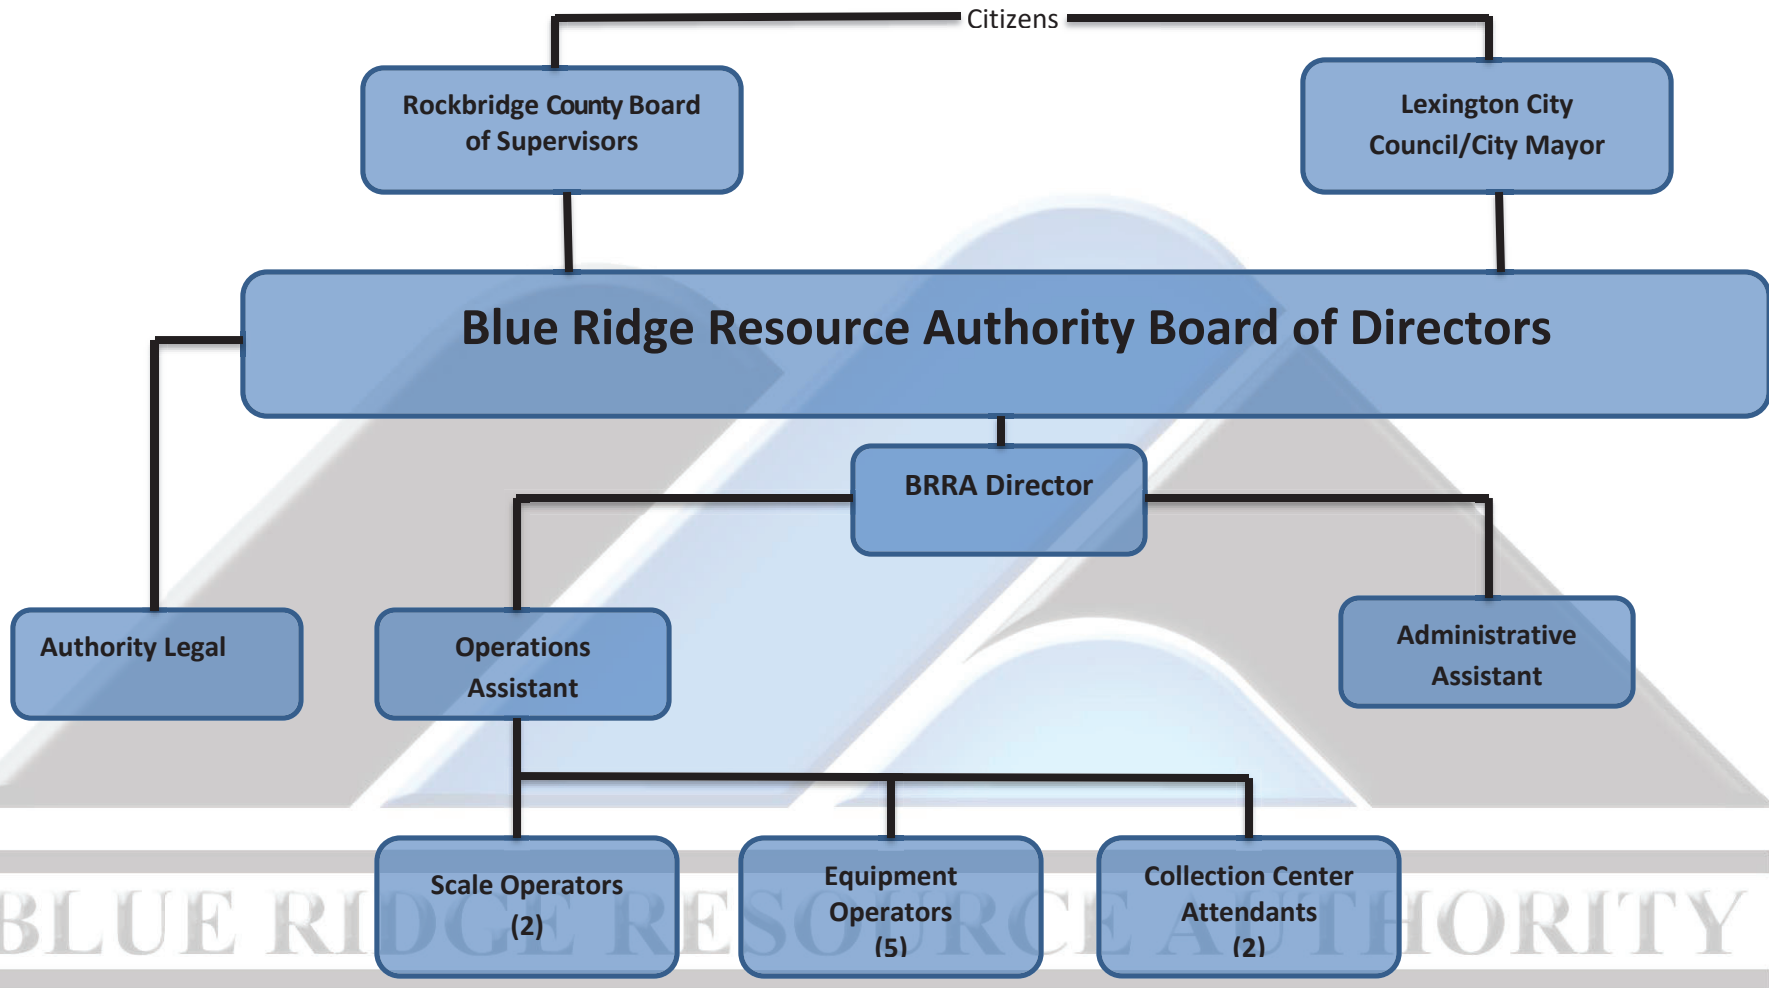 Citizens
Rockbridge County Board
of Supervisors
Lexington City
Council/City Mayor
Blue Ridge Resource Authority Board of Directors
BRRA Director
Authority Legal
Operations
Assistant
Administrative
Assistant
Scale Operators
(2)
Equipment
Operators
(5)
Collection Center
Attendants
(2)
BLUE RIDGE RESOURCE AUTHORITY